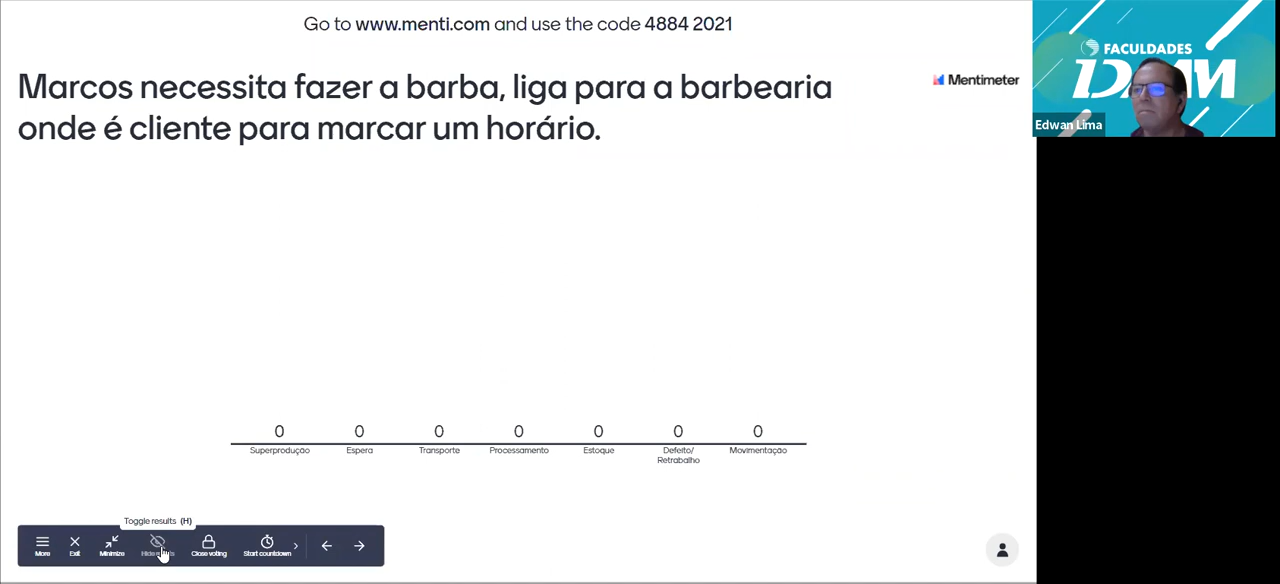 Go to www.menti.com and use the code 4884 2021
Marcos necessita fazer a barba, liga para a barbearia
onde é cliente para marcar um horário.
Mentimeter
FACULDADES
Edwan Lima
0 0 0 0 0 0 0
Superprodução Espera Transporte Processamento Estoque Defeito/ Movimentação
Retrabalho
Toggle results (H)
More Exit Minimize Close voting Start countdown